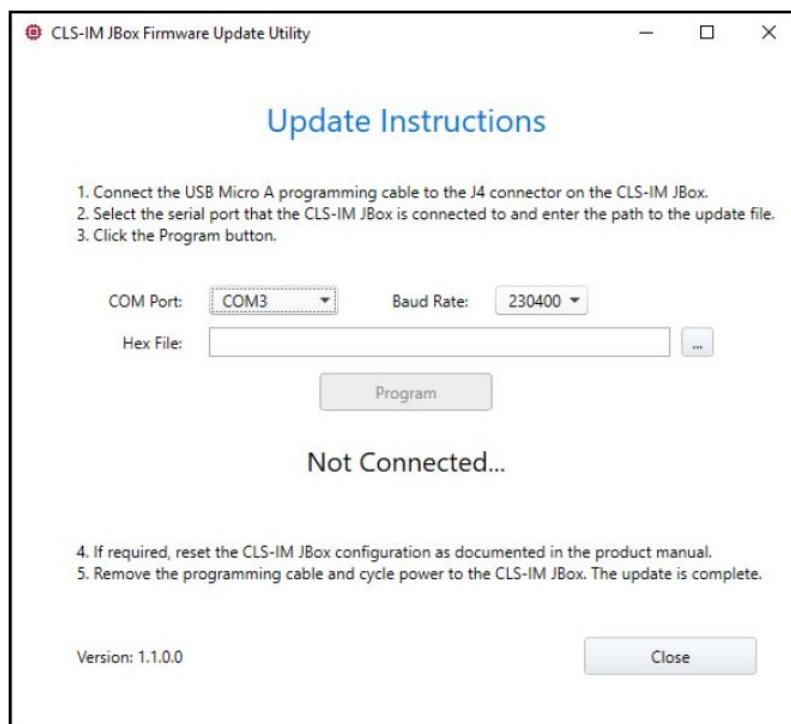 CLS-IM JBox Firmware Update Utility
Update Instructions
1. Connect the USB Micro A programming cable to the J4 connector on the CLS-IM JBox.
2. Select the serial port that the CLS-IM JBox is connected to and enter the path to the update file.
3. Click the Program button.
COM Port: COM3 Baud Rate: 230400
Hex File: ...
Program
Not Connected...
4. If required, reset the CLS-IM JBox configuration as documented in the product manual.
5. Remove the programming cable and cycle power to the CLS-IM JBox. The update is complete.
Version: 1.1.0.0 Close